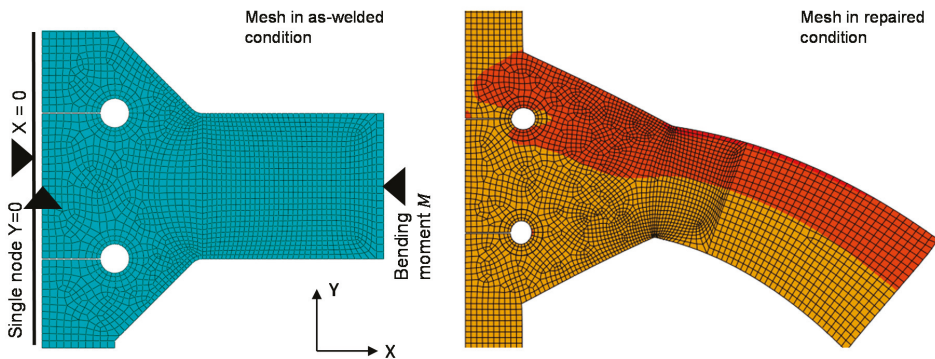 Mesh in as-welded
condition
Mesh in repaired
condition
X = 0
Single node Y=0
Bending
moment M
Y
X